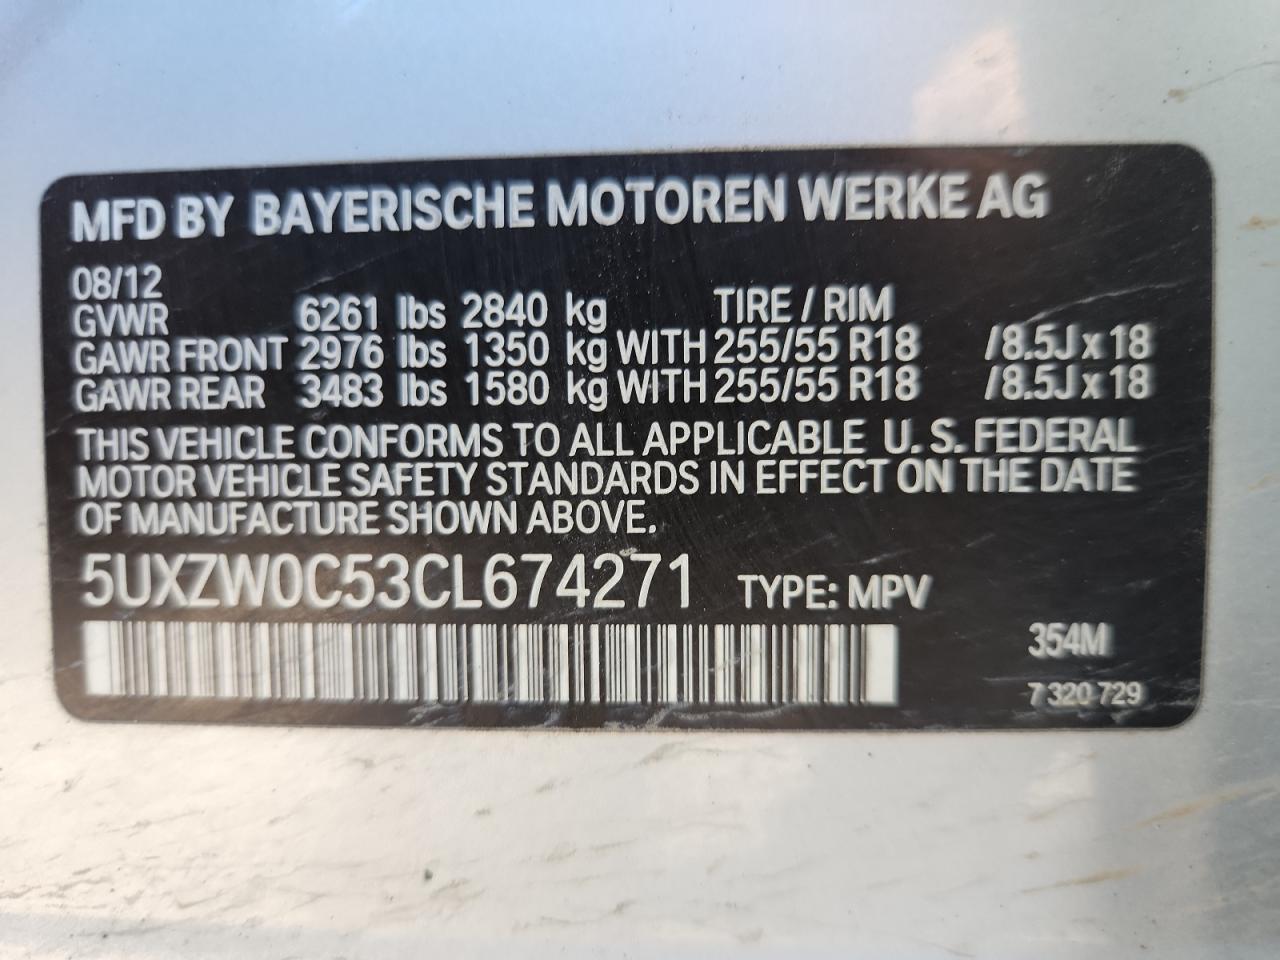 MFD BY BAYERISCHE MOTOREN WERKE AG
08/12
GVWR 6261 lbs 2840 kg TIRE / RIM
GAWR FRONT 2976 lbs 1350 kg WITH 255/55 R18 /8.5J x 18
GAWR REAR 3483 lbs 1580 kg WITH 255/55 R18 /8.5J x 18
THIS VEHICLE CONFORMS TO ALL APPLICABLE U. S. FEDERAL
MOTOR VEHICLE SAFETY STANDARDS IN EFFECT ON THE DATE
OF MANUFACTURE SHOWN ABOVE.
5UXZW0C53CL674271 TYPE: MPV
354M
7 320 729